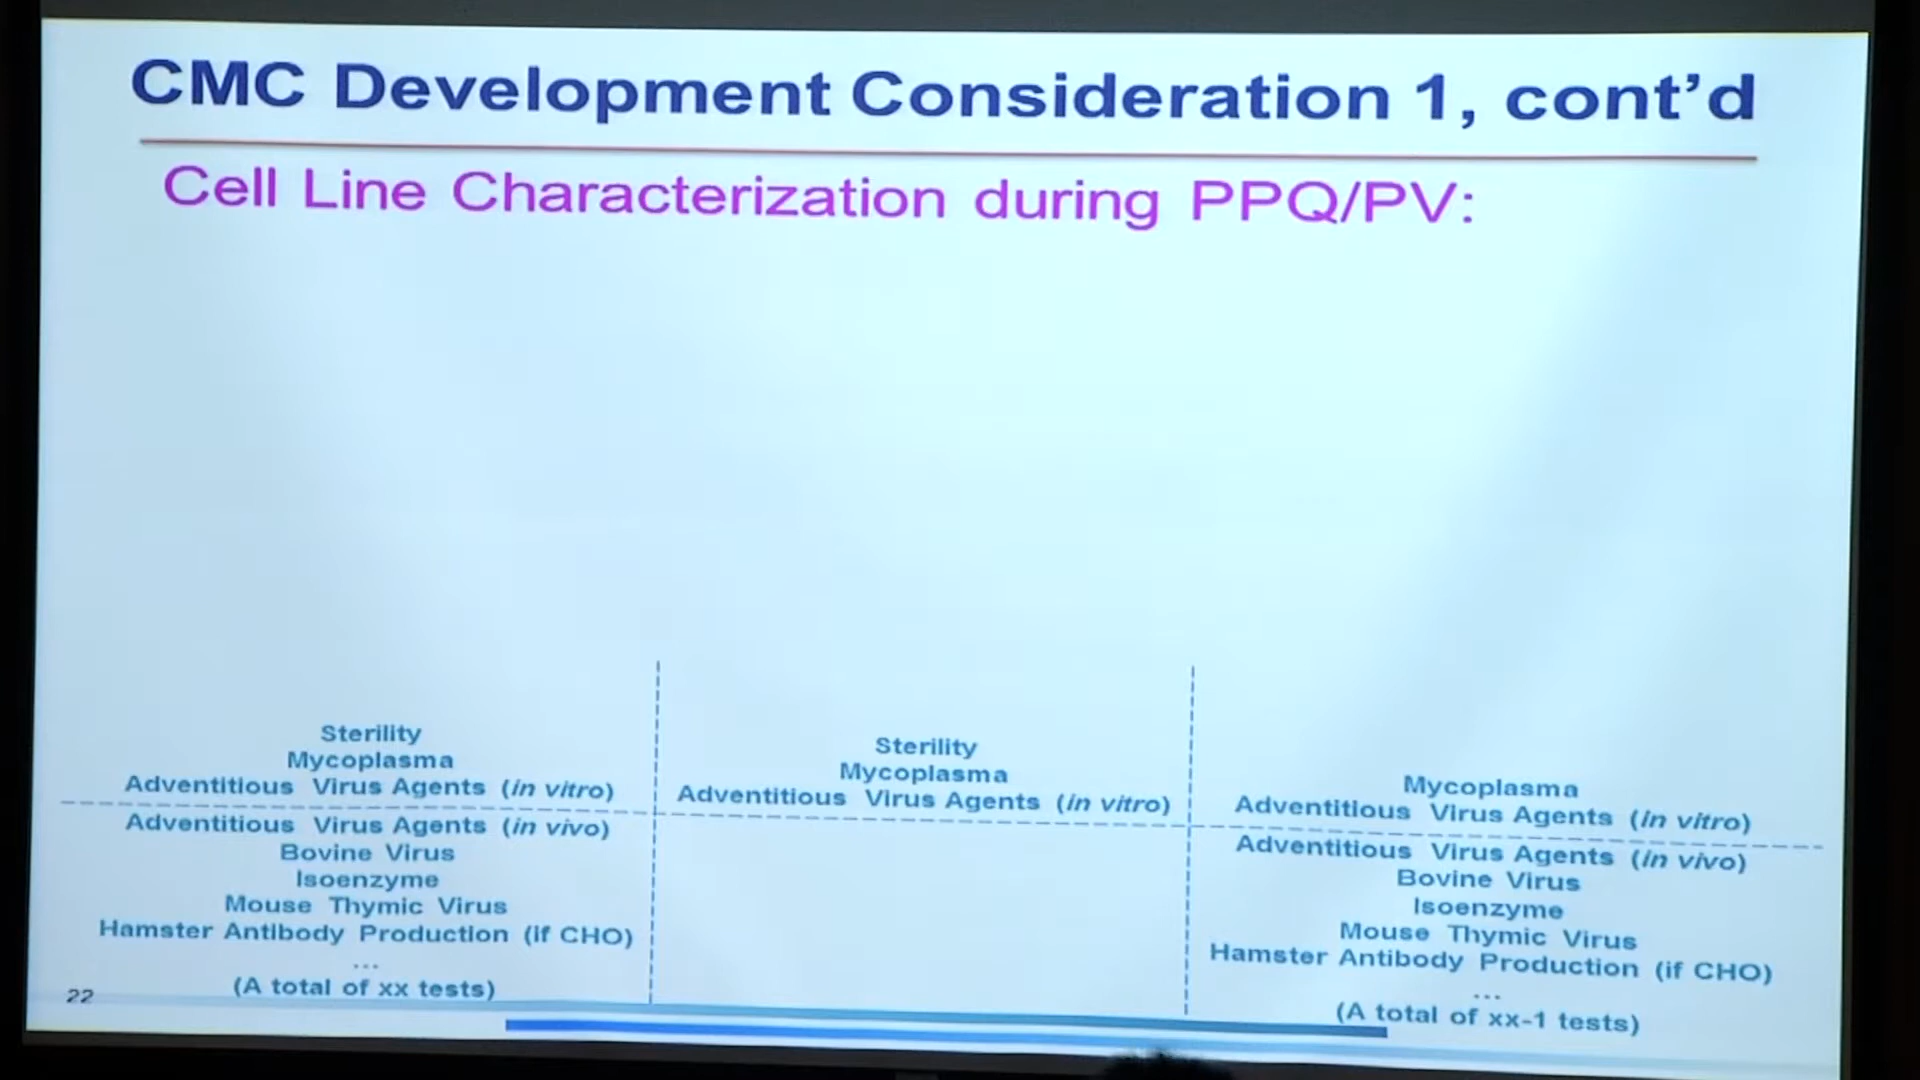 CMC Development Consideration 1, cont’d
Cell Line Characterization during PPQ/PV:
Sterility
Mycoplasma
Adventitious Virus Agents (in vitro)
Adventitious Virus Agents (in vivo)
Bovine Virus
Isoenzyme
Mouse Thymic Virus
Hamster Antibody Production (if CHO)
...
(A total of xx tests)
Sterility
Mycoplasma
Adventitious Virus Agents (in vitro)
Mycoplasma
Adventitious Virus Agents (in vitro)
Adventitious Virus Agents (in vivo)
Bovine Virus
Isoenzyme
Mouse Thymic Virus
Hamster Antibody Production (if CHO)
...
(A total of xx-1 tests)
22